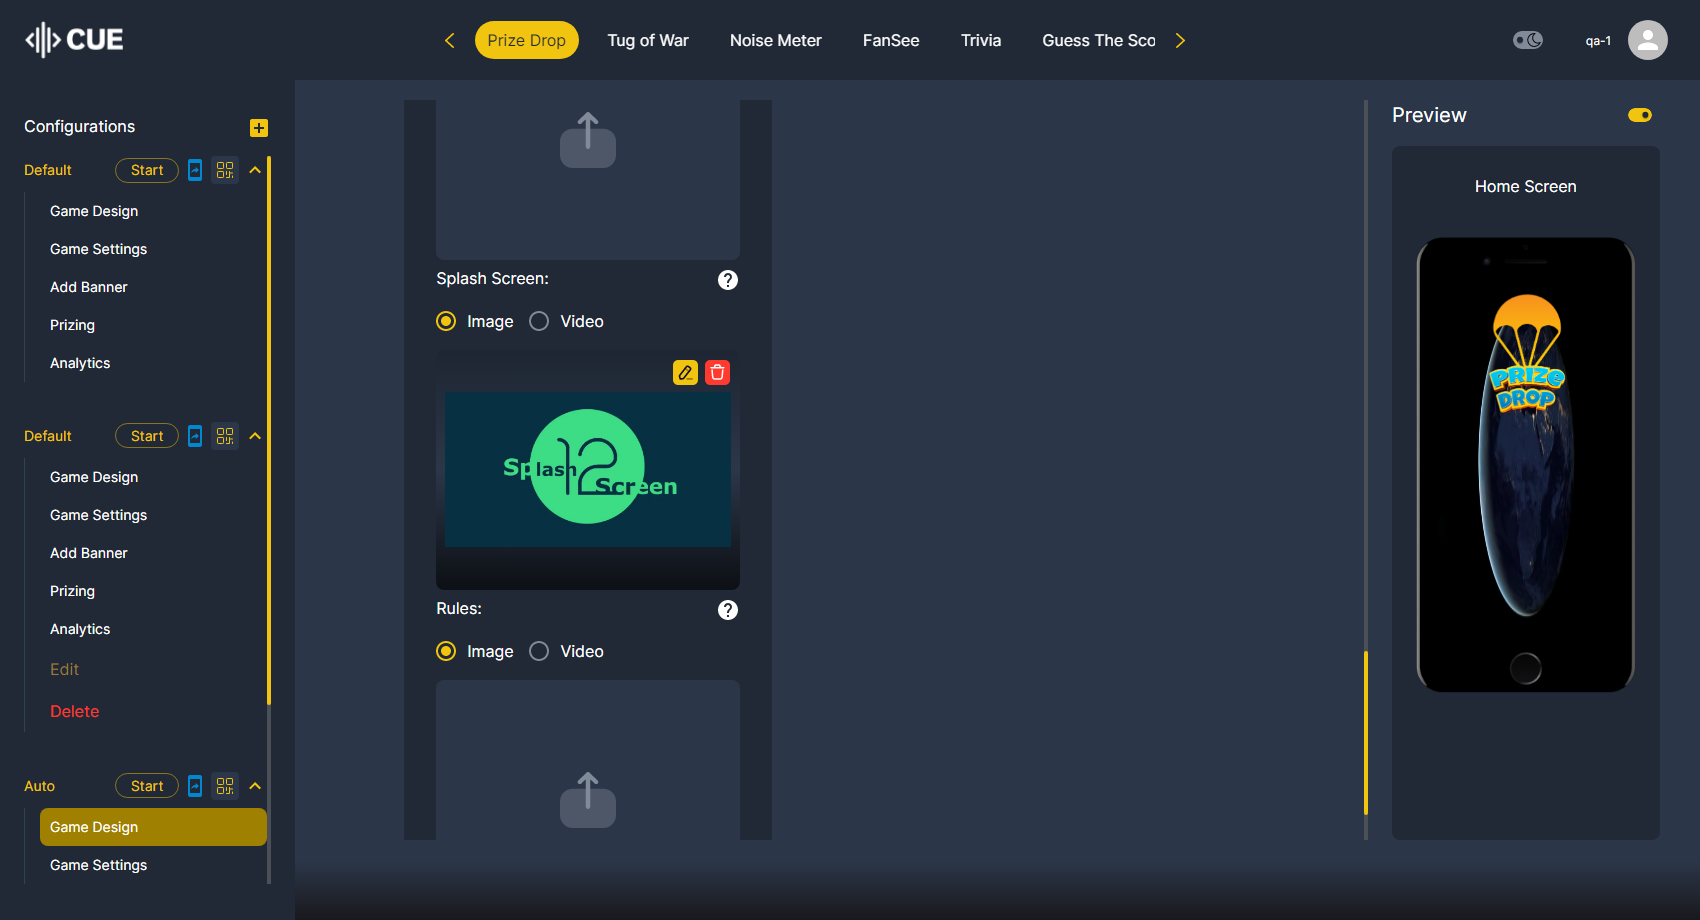 CUE
Prize Drop
Tug of War
Noise Meter
FanSee
Trivia
Guess The Sco
qa-1
Configurations
Default
Start
Game Design
Game Settings
Add Banner
Prizing
Analytics
Default
Start
Game Design
Game Settings
Add Banner
Prizing
Analytics
Edit
Delete
Auto
Start
Game Design
Game Settings
Splash Screen:
Image
Video
12
Splash
Screen
Rules:
Image
Video
Preview
Home Screen
PRIZE
DROP